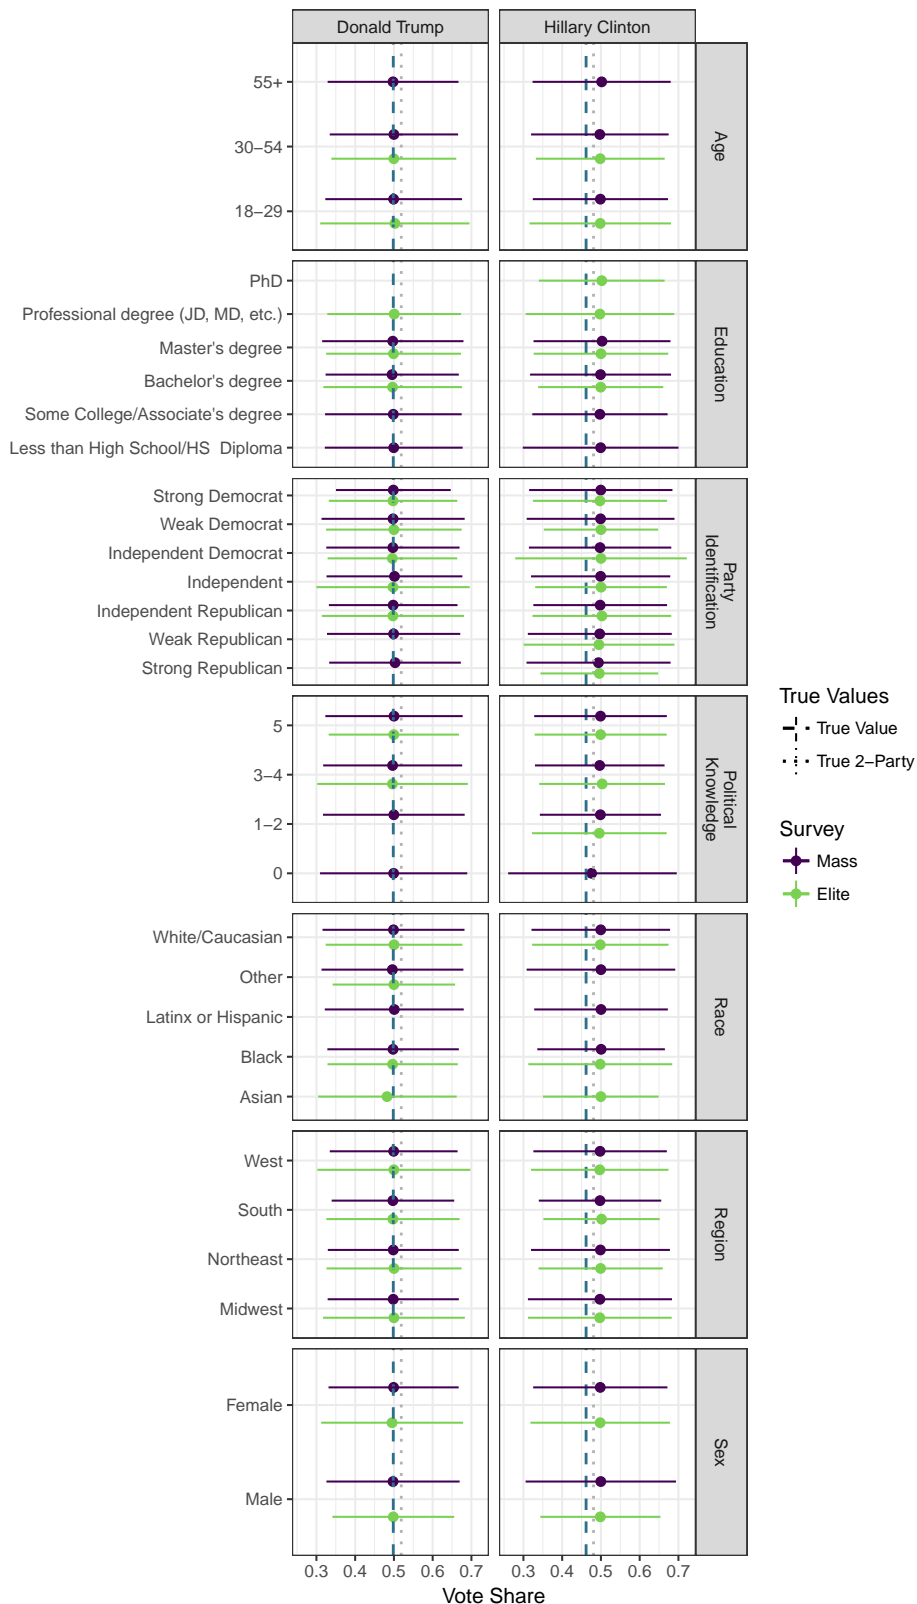 Donald Trump
Hillary Clinton
55+
30–54
18–29
Age
PhD
Professional degree (JD, MD, etc.)
Master's degree
Bachelor's degree
Some College/Associate's degree
Less than High School/HS  Diploma
Education
Strong Democrat
Weak Democrat
Independent Democrat
Independent
Independent Republican
Weak Republican
Strong Republican
Party
Identification
5
3–4
1–2
0
Political
Knowledge
White/Caucasian
Other
Latinx or Hispanic
Black
Asian
Race
West
South
Northeast
Midwest
Region
Female
Male
Sex
0.3 0.4 0.5 0.6 0.7
0.3 0.4 0.5 0.6 0.7
Vote Share
True Values
True Value
True 2–Party
Survey
Mass
Elite